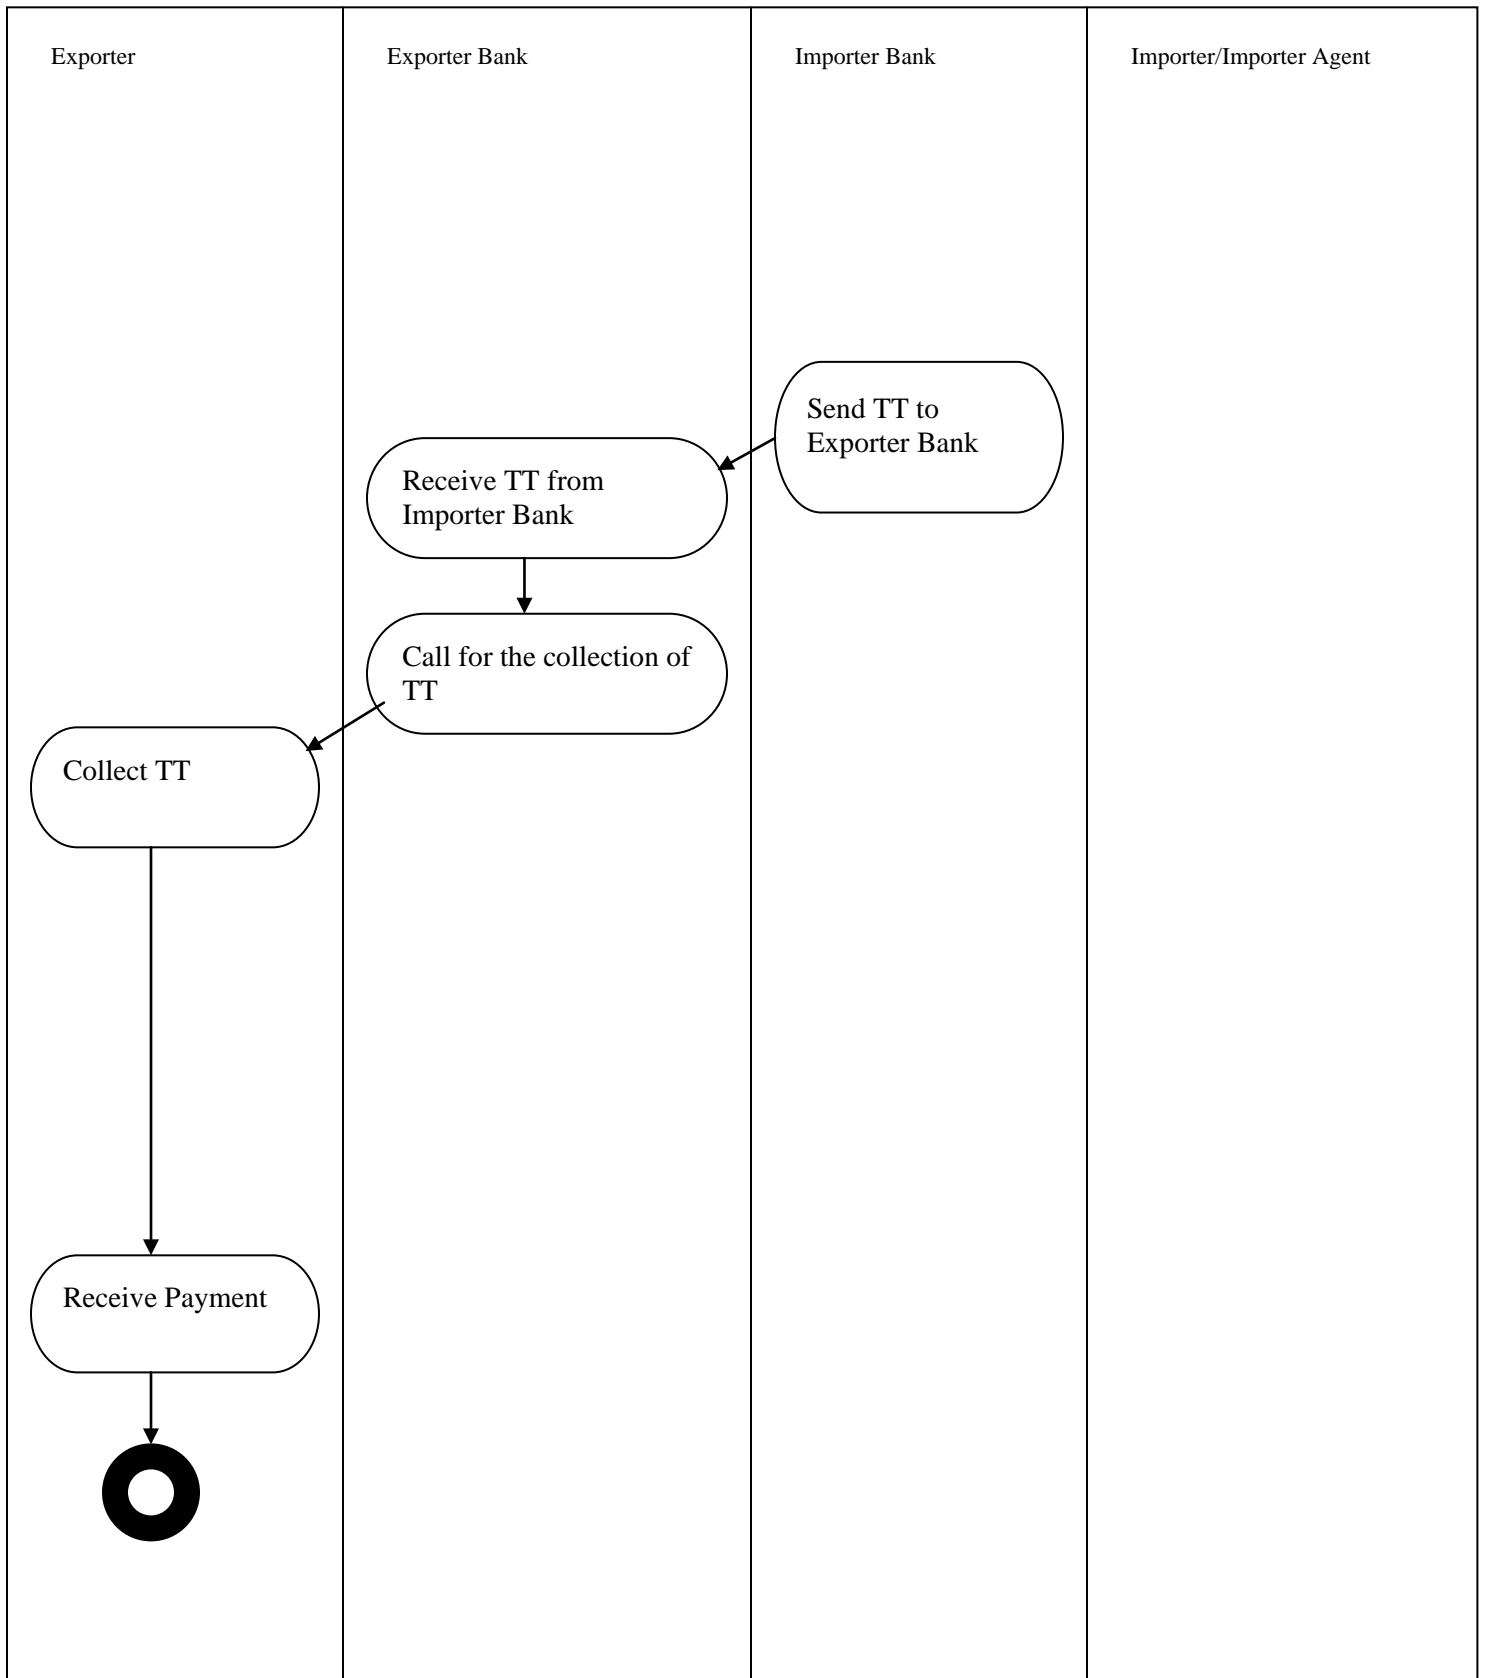 Exporter
Exporter Bank
Importer Bank
Importer/Importer Agent
Send TT to
Exporter Bank
Receive TT from
Importer Bank
Call for the collection of
TT
Collect TT
Receive Payment